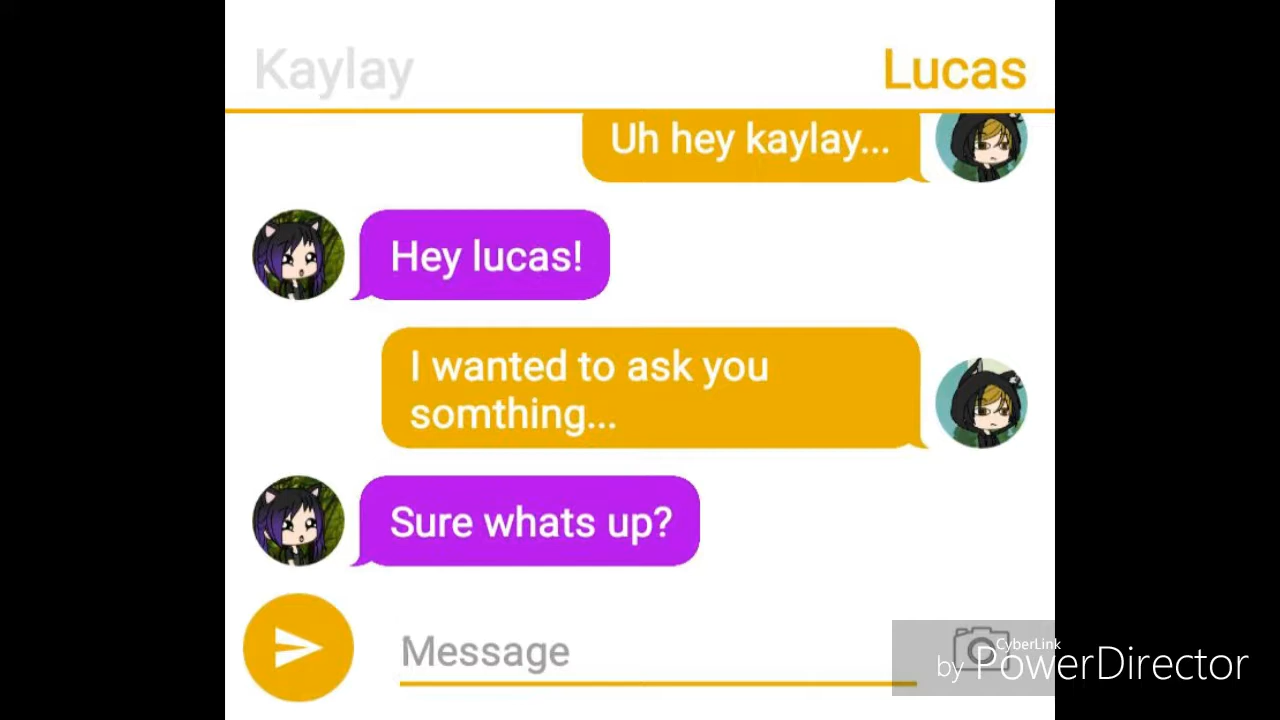 Kaylay
Lucas
Uh hey kaylay...
Hey lucas!
I wanted to ask you
somthing...
Sure whats up?
Message
CyberLink
by PowerDirector